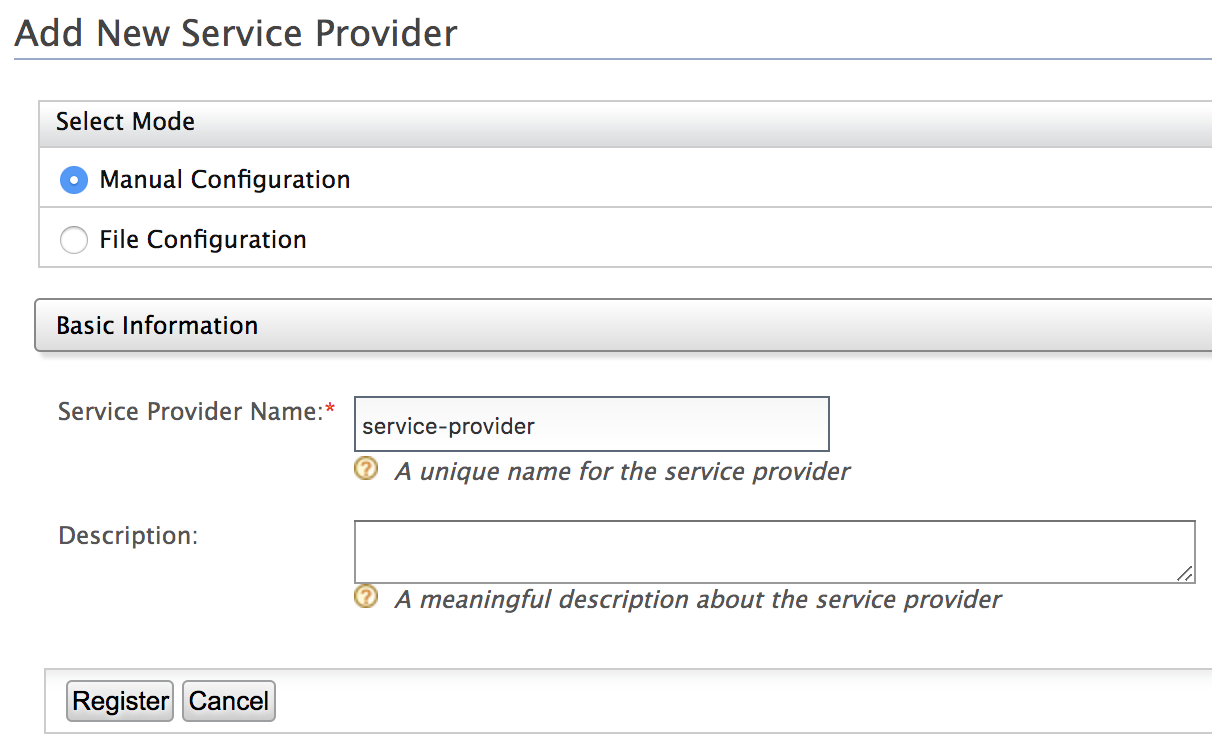 Add New Service Provider
Select Mode
Manual Configuration
File Configuration
Basic Information
Service Provider Name:* service-provider
? A unique name for the service provider
Description:
? A meaningful description about the service provider
Register Cancel